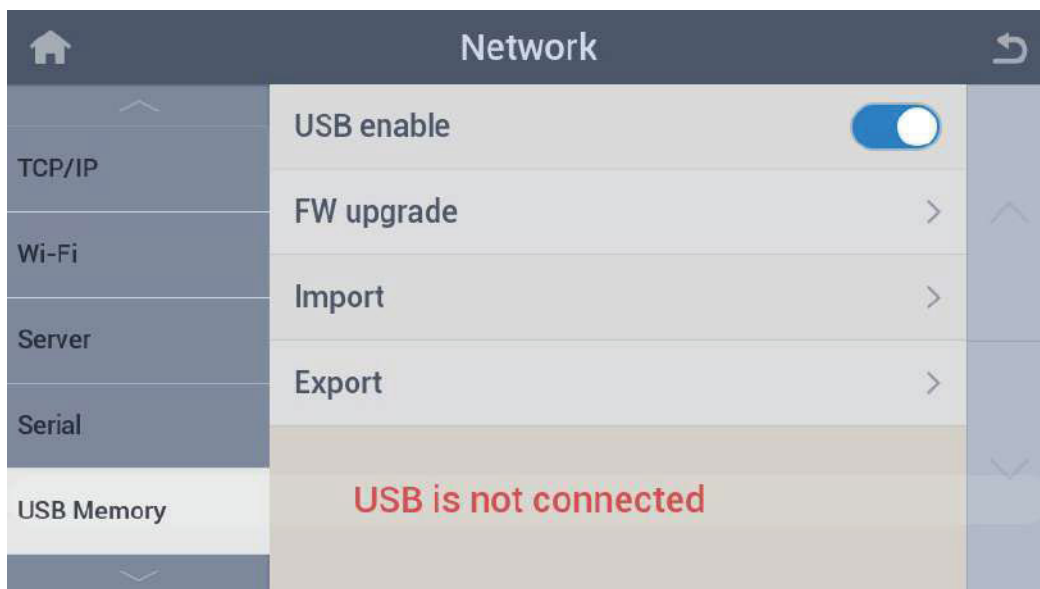 Network
TCP/IP
Wi-Fi
Server
Serial
USB Memory
USB enable
FW upgrade
Import
Export
USB is not connected